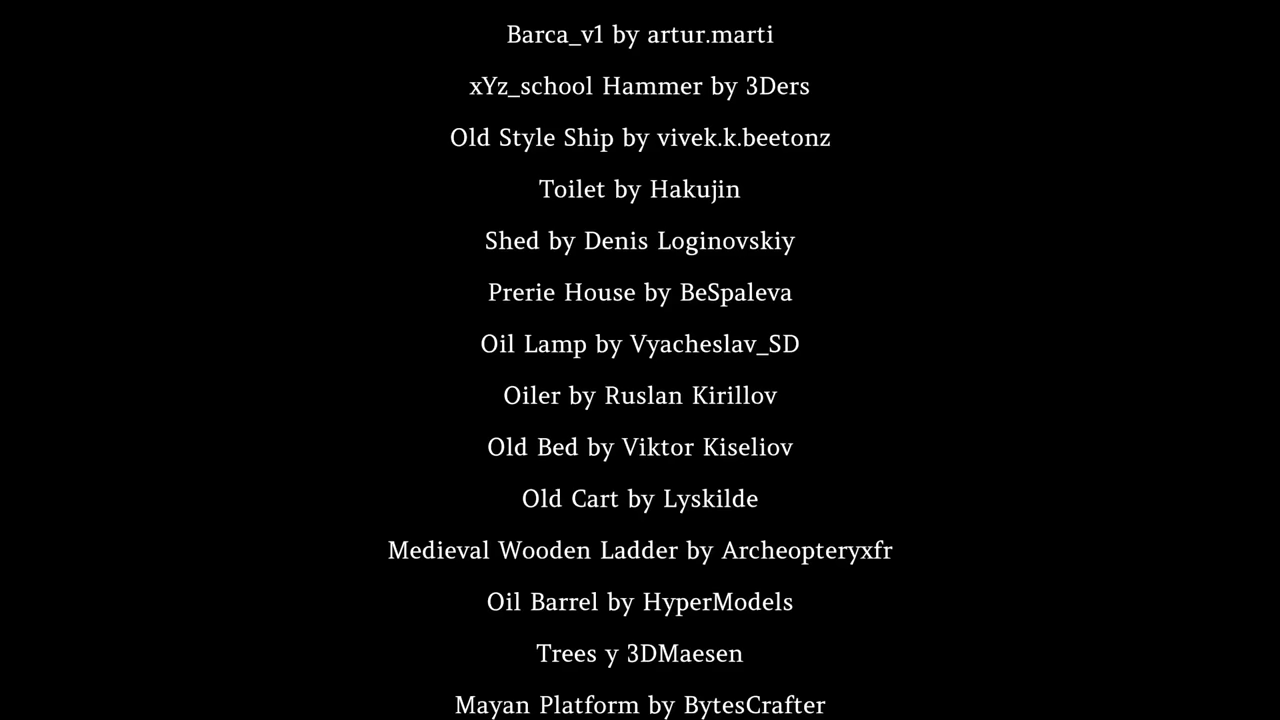 Barca_v1 by artur.marti
xYz_school Hammer by 3Ders
Old Style Ship by vivek.k.beetonz
Toilet by Hakujin
Shed by Denis Loginovskiy
Prerie House by BeSpaleva
Oil Lamp by Vyacheslav_SD
Oiler by Ruslan Kirillov
Old Bed by Viktor Kiseliov
Old Cart by Lyskilde
Medieval Wooden Ladder by Archeopteryxfr
Oil Barrel by HyperModels
Trees y 3DMaesen
Mayan Platform by BytesCrafter